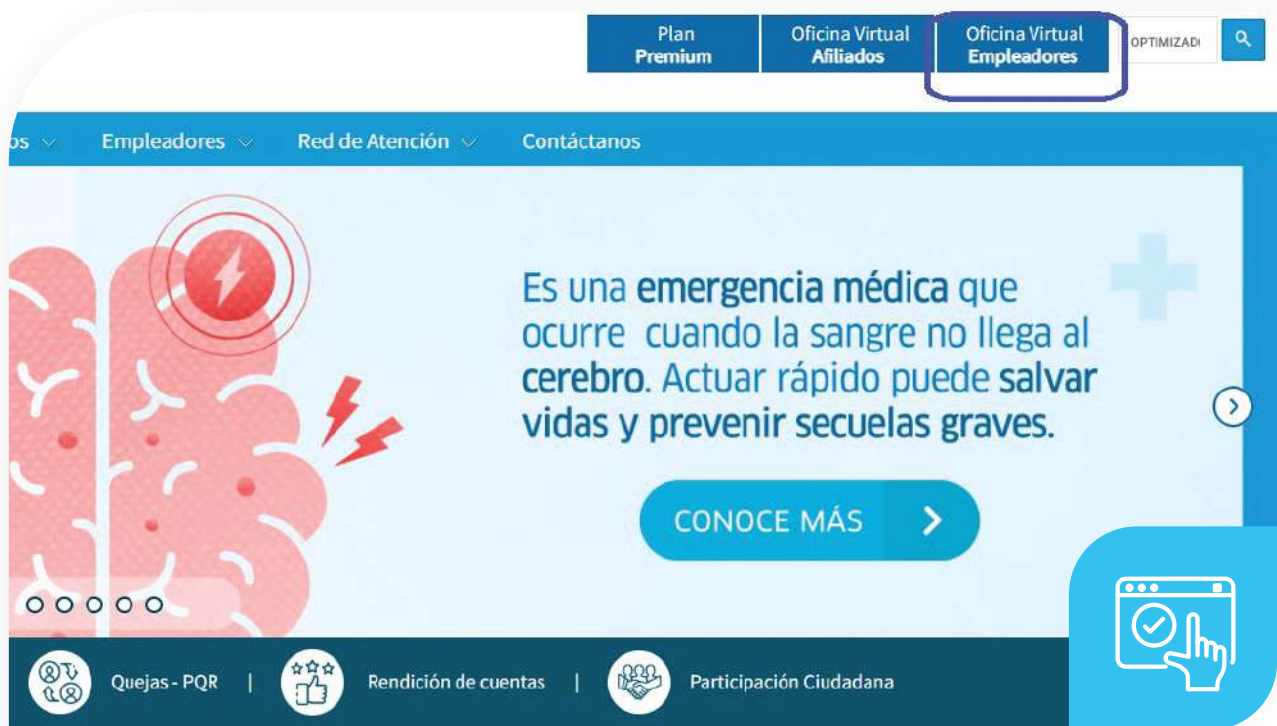 Plan
Premium
Oficina Virtual
Afiliados
Oficina Virtual
Empleadores
OPTIMIZAD
os
Empleadores
Red de Atención
Contáctanos
Es una emergencia médica que
ocurre cuando la sangre no llega al
cerebro. Actuar rápido puede salvar
vidas y prevenir secuelas graves.
CONOCE MÁS
Quejas - PQR |
Rendición de cuentas |
Participación Ciudadana